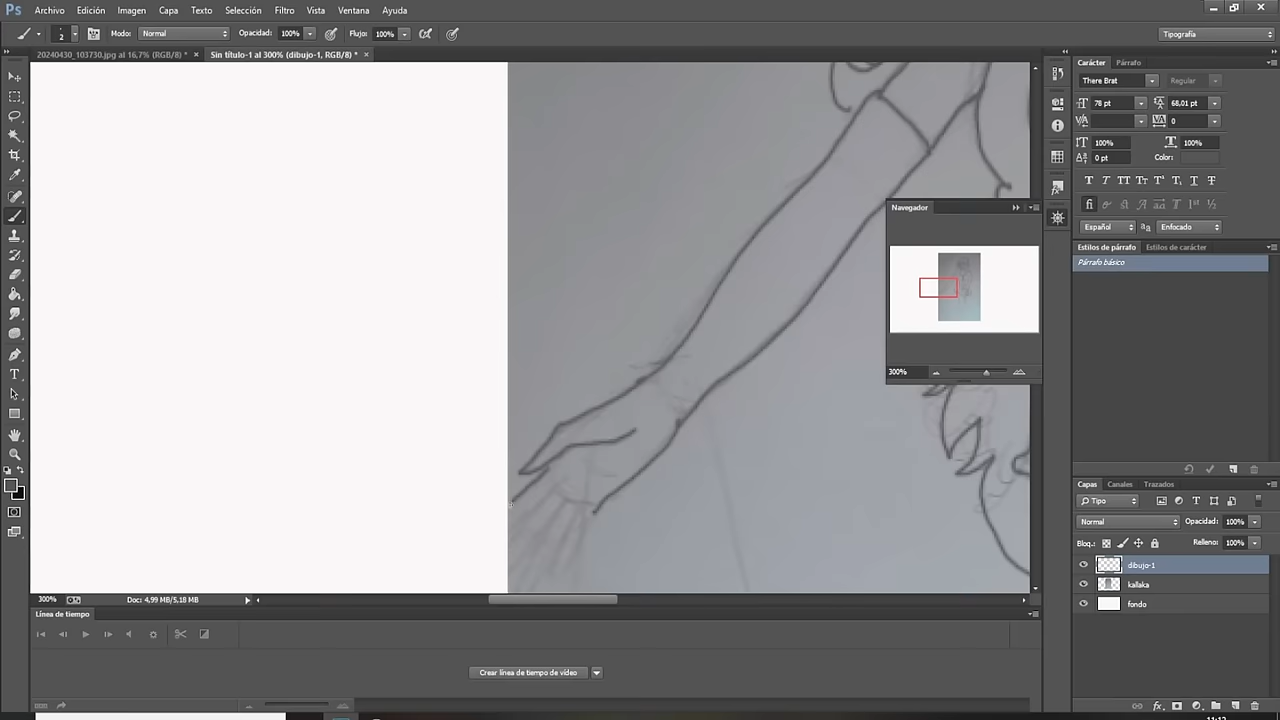 Ps Archivo Edición Imagen Capa Texto Selección Filtro Vista Ventana Ayuda
2 Modo: Normal Opacidad: 100% Flujo: 100% Tipografía
20240430_103730.jpg al 16,7% (RGB/8) * × Sin título-1 al 300% (dibujo-1, RGB/8) * ×
Carácter Párrafo
There Brat Regular
78 pt 68,01 pt
0
100% 100%
0 pt Color:
Español Enfocado
Estilos de párrafo Estilos de carácter
Párrafo básico
Navegador
300%
Capas Canales Trazados
Tipo
Normal Opacidad: 100%
Bloq.: Relleno: 100%
dibujo-1
kallaka
fondo
300% Doc: 4,99 MB/5,18 MB
Línea de tiempo
Crear línea de tiempo de vídeo